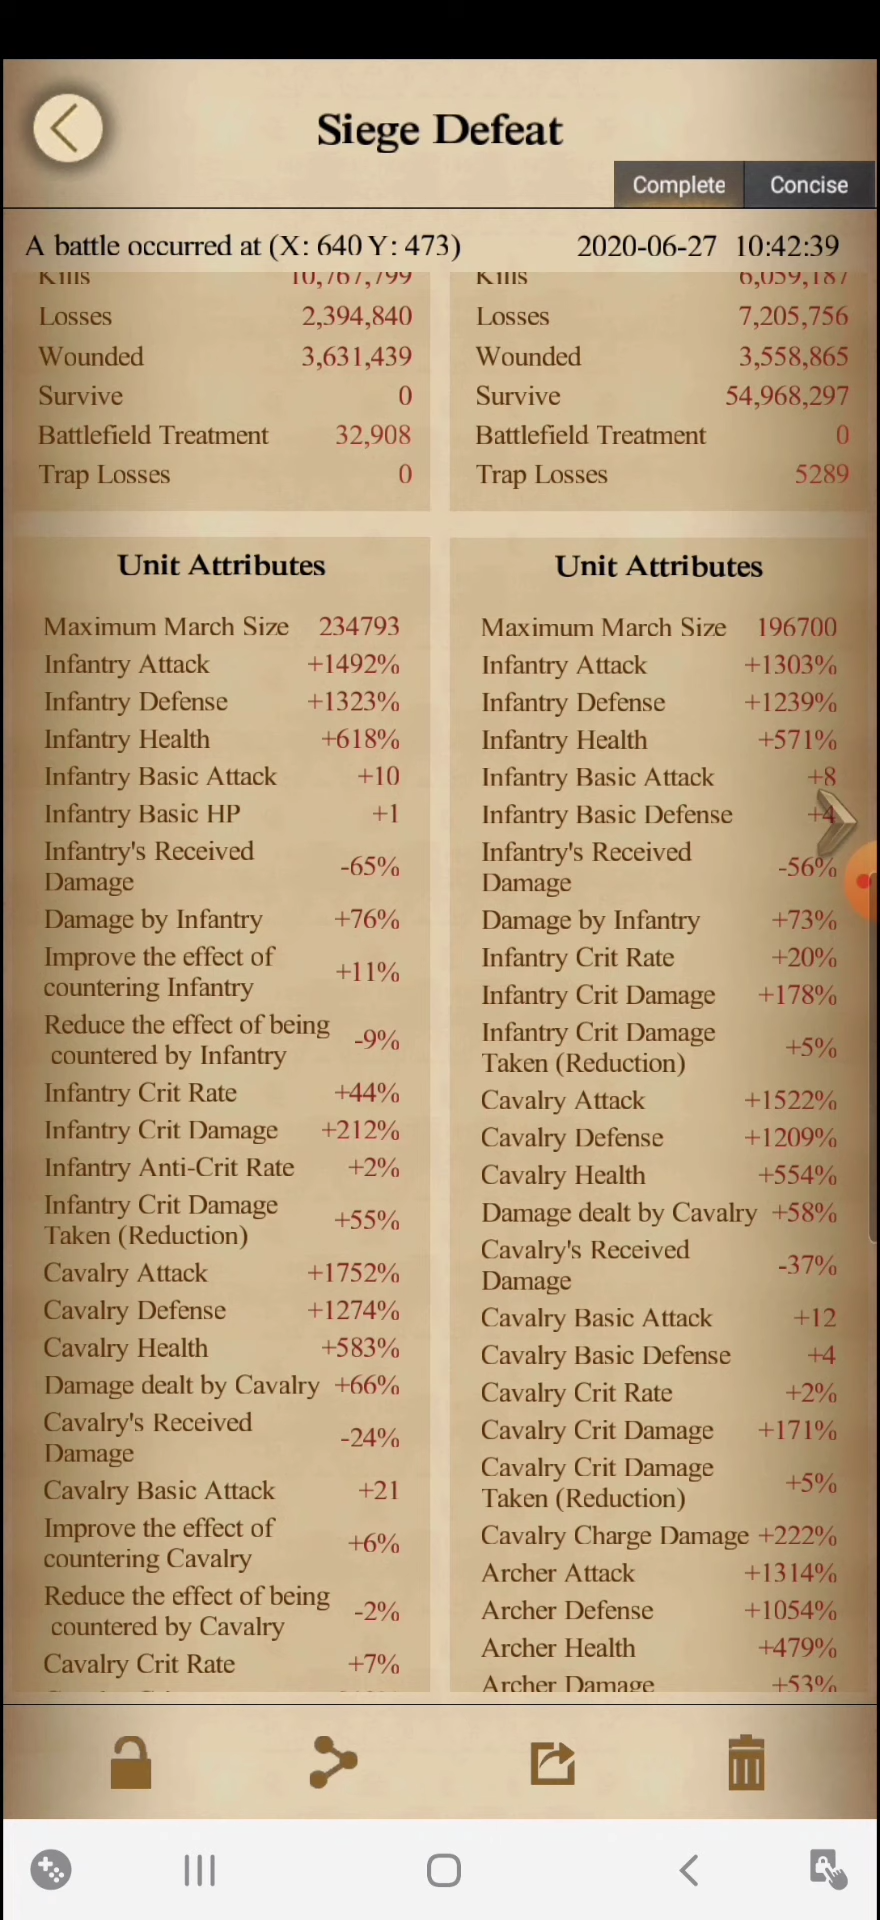 Siege Defeat
Complete Concise
A battle occurred at (X: 640 Y: 473) 2020-06-27 10:42:39
Kills 10,767,799
Losses 2,394,840
Wounded 3,631,439
Survive 0
Battlefield Treatment 32,908
Trap Losses 0
Unit Attributes
Maximum March Size 234793
Infantry Attack +1492%
Infantry Defense +1323%
Infantry Health +618%
Infantry Basic Attack +10
Infantry Basic HP +1
Infantry's Received
Damage -65%
Damage by Infantry +76%
Improve the effect of
countering Infantry +11%
Reduce the effect of being
countered by Infantry -9%
Infantry Crit Rate +44%
Infantry Crit Damage +212%
Infantry Anti-Crit Rate +2%
Infantry Crit Damage
Taken (Reduction) +55%
Cavalry Attack +1752%
Cavalry Defense +1274%
Cavalry Health +583%
Damage dealt by Cavalry +66%
Cavalry's Received
Damage -24%
Cavalry Basic Attack +21
Improve the effect of
countering Cavalry +6%
Reduce the effect of being
countered by Cavalry -2%
Cavalry Crit Rate +7%
Kills 6,059,187
Losses 7,205,756
Wounded 3,558,865
Survive 54,968,297
Battlefield Treatment 0
Trap Losses 5289
Unit Attributes
Maximum March Size 196700
Infantry Attack +1303%
Infantry Defense +1239%
Infantry Health +571%
Infantry Basic Attack +8
Infantry Basic Defense +4
Infantry's Received
Damage -56%
Damage by Infantry +73%
Infantry Crit Rate +20%
Infantry Crit Damage +178%
Infantry Crit Damage
Taken (Reduction) +5%
Cavalry Attack +1522%
Cavalry Defense +1209%
Cavalry Health +554%
Damage dealt by Cavalry +58%
Cavalry's Received
Damage -37%
Cavalry Basic Attack +12
Cavalry Basic Defense +4
Cavalry Crit Rate +2%
Cavalry Crit Damage +171%
Cavalry Crit Damage
Taken (Reduction) +5%
Cavalry Charge Damage +222%
Archer Attack +1314%
Archer Defense +1054%
Archer Health +479%
Archer Damage +53%